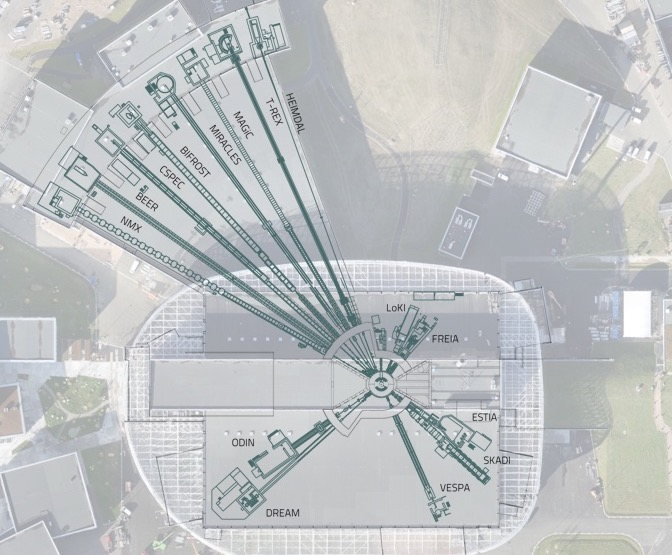 HEIMDAL
T-REX
MAGIC
MIRACLES
BIFROST
CSPEC
BEER
NMX
LoKI
FREIA
ESTIA
SKADI
VESPA
ODIN
DREAM